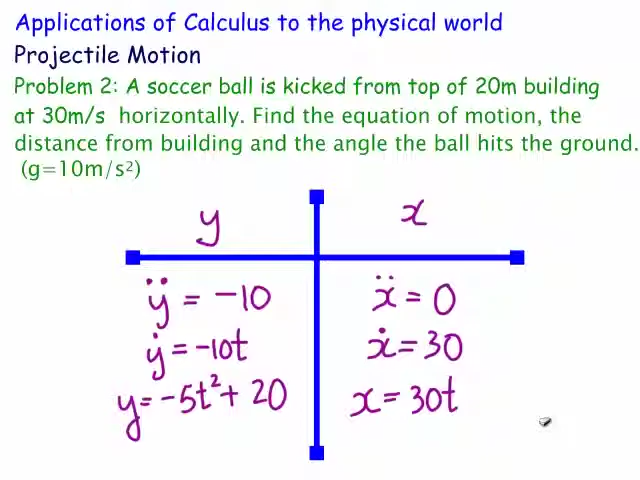 Applications of Calculus to the physical world
Projectile Motion
Problem 2: A soccer ball is kicked from top of 20m building
at 30m/s horizontally. Find the equation of motion, the
distance from building and the angle the ball hits the ground.
(g=10m/s²)
y x
ÿ = -10 ẍ = 0
ẏ = -10t ẋ = 30
y = -5t² + 20 x = 30t